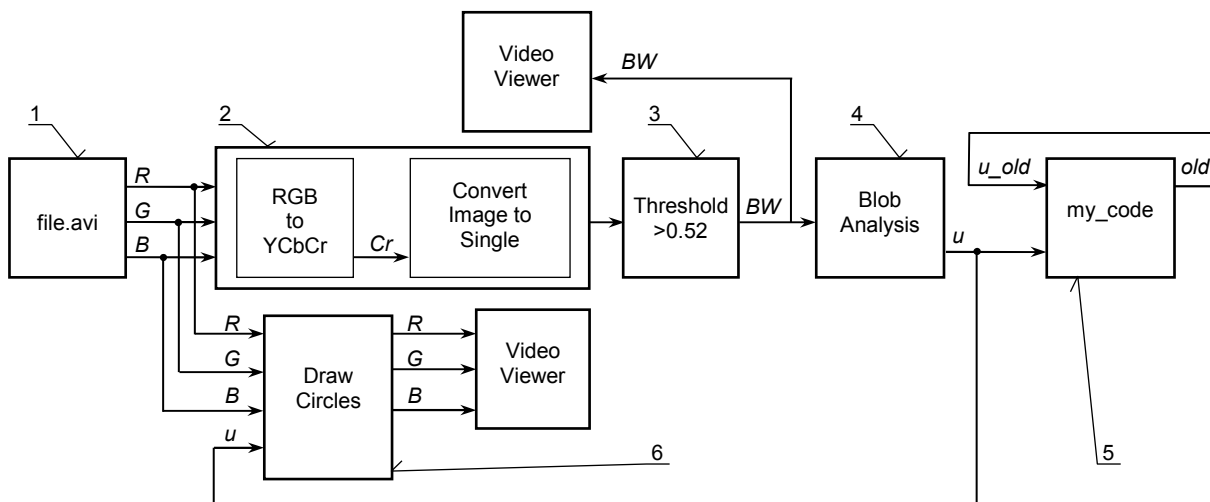 Video
Viewer
BW
1
2
3
4
file.avi
R
G
B
RGB
to
YCbCr
Cr
Convert
Image to
Single
Threshold
>0.52
BW
Blob
Analysis
u
u_old
my_code
old
5
R
G
B
u
Draw
Circles
R
G
B
Video
Viewer
6